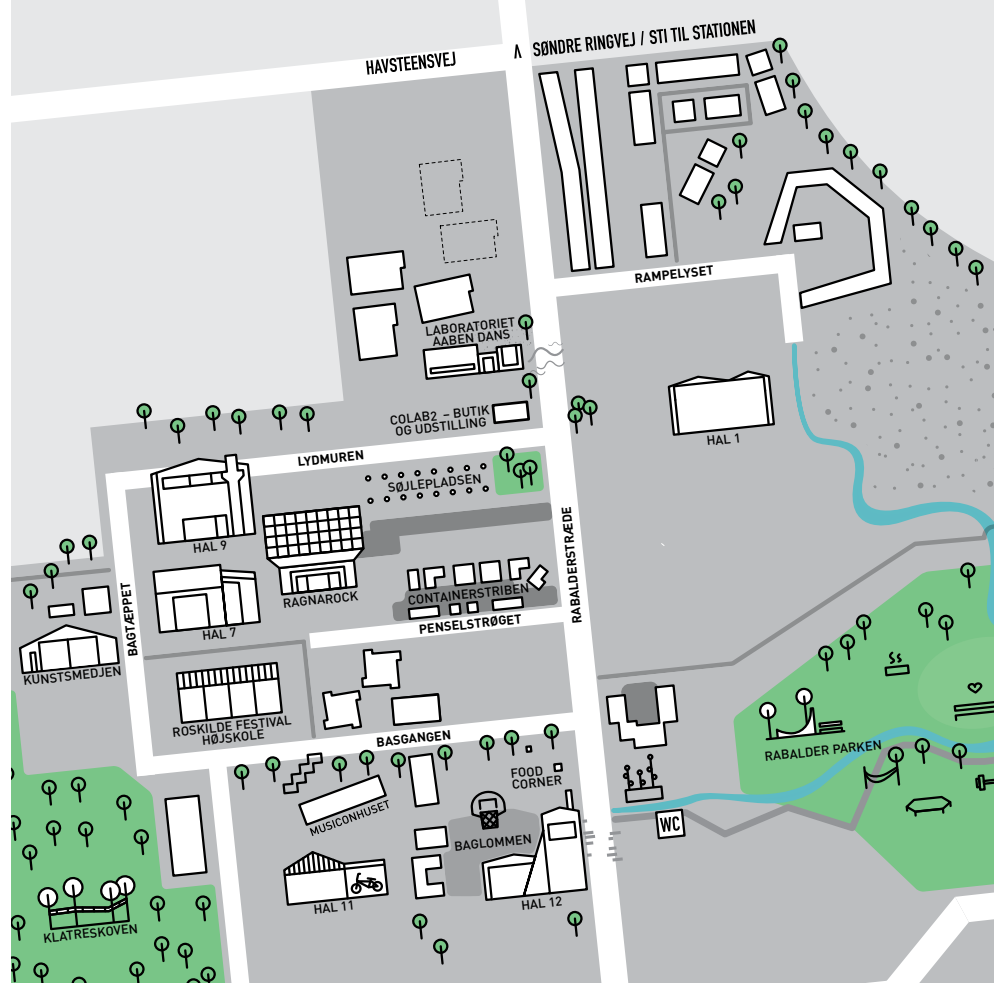 HAVSTEENSVEJ
SØNDRE RINGVEJ / STI TIL STATIONEN
RAMPELYSET
LABORATORIET
AABEN DANS
COLAB2 – BUTIK
OG UDSTILLING
HAL 1
LYDMUREN
SØJLEPLADSEN
HAL 9
RABALDERSTRÆDE
RAGNAROCK
CONTAINERSTRIBEN
BAGTÆPPET
HAL 7
PENSELSTRØGET
KUNSTSMEDJEN
ROSKILDE FESTIVAL
HØJSKOLE
BASGANGEN
RABALDER PARKEN
FOOD
CORNER
MUSICONHUSET
WC
BAGLOMMEN
HAL 11
HAL 12
KLATRESKOVEN